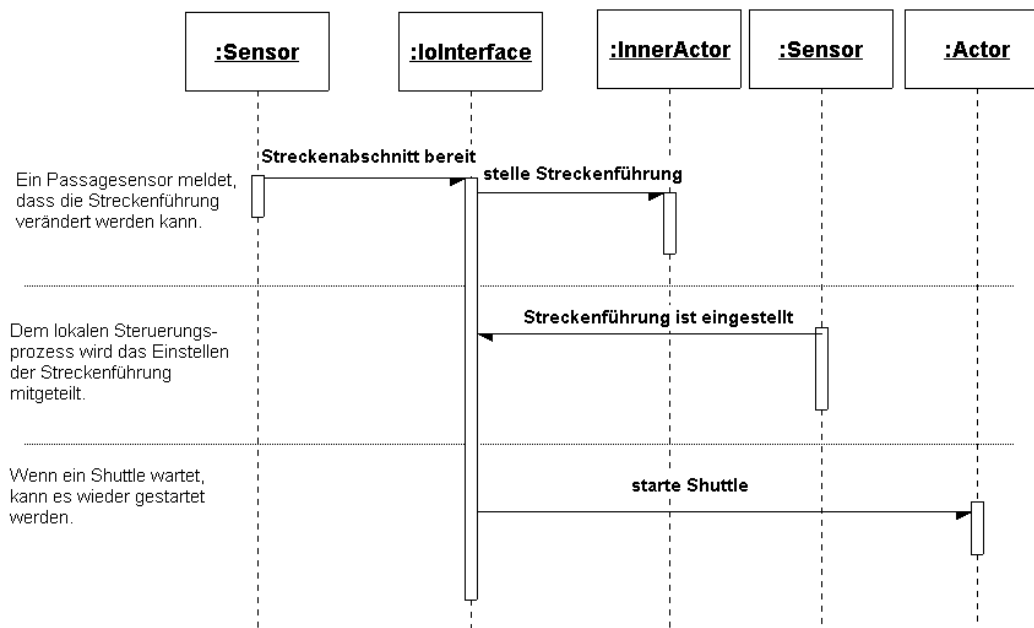 :Sensor
:IoInterface
:InnerActor
:Sensor
:Actor
Streckenabschnitt bereit
stelle Streckenführung
Ein Passagesensor meldet,
dass die Streckenführung
verändert werden kann.
Streckenführung ist eingestellt
Dem lokalen Steruerungs-
prozess wird das Einstellen
der Streckenführung
mitgeteilt.
Wenn ein Shuttle wartet,
kann es wieder gestartet
werden.
starte Shuttle